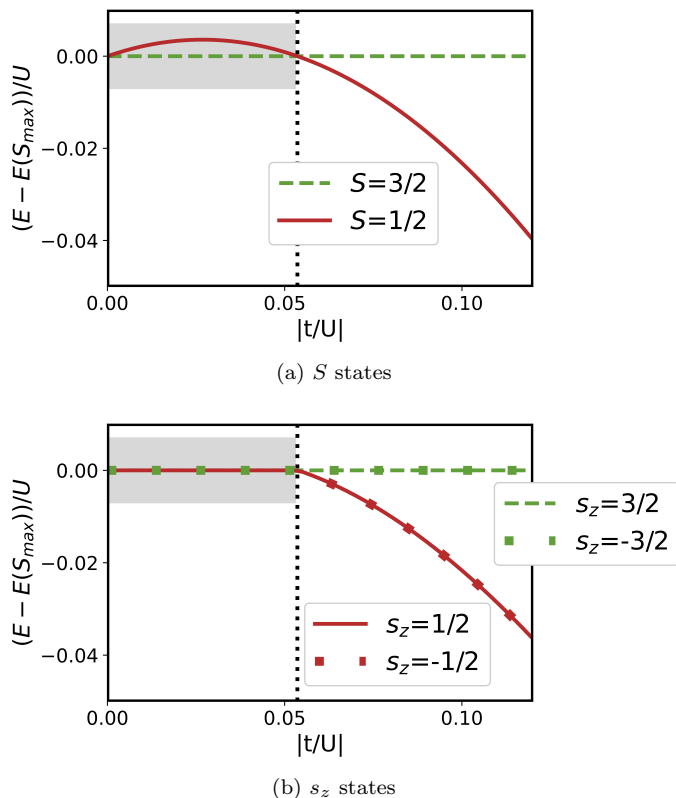 0.00
−0.02
−0.04
(E − E(S_max))/U
S=3/2
S=1/2
0.00 0.05 0.10
|t/U|
(a) S states
0.00
−0.02
−0.04
(E − E(S_max))/U
s_z=3/2
s_z=-3/2
s_z=1/2
s_z=-1/2
0.00 0.05 0.10
|t/U|
(b) s_z states